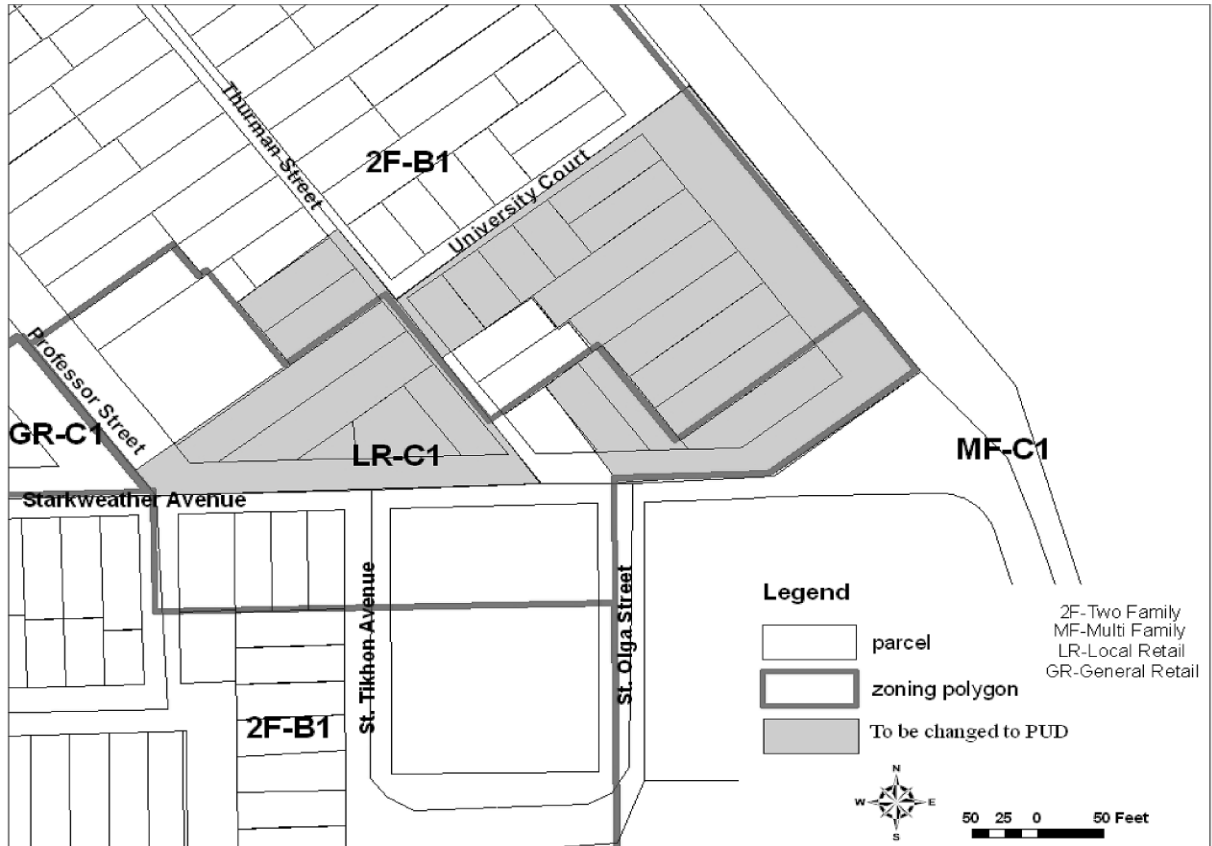 Thurman Street
2F-B1
University Court
Professor Street
GR-C1
LR-C1
MF-C1
Starkweather Avenue
St. Tikhon Avenue
St. Olga Street
2F-B1
Legend
parcel
zoning polygon
To be changed to PUD
2F-Two Family
MF-Multi Family
LR-Local Retail
GR-General Retail
N
W E
S
50 25 0 50 Feet